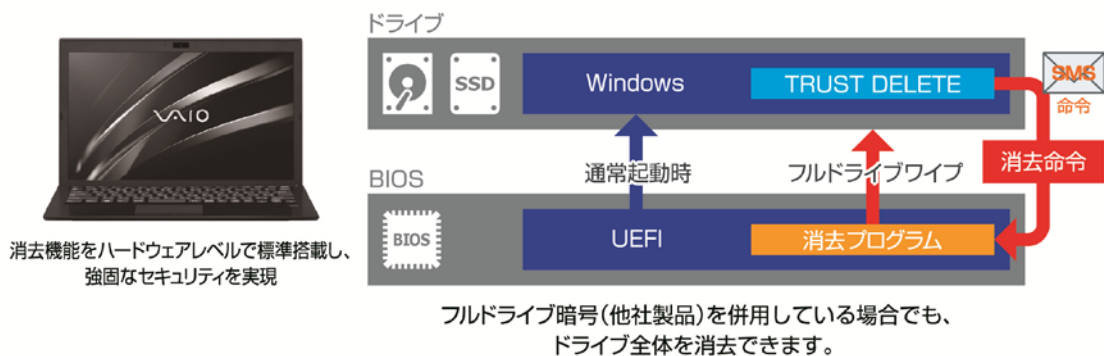 ドライブ
SSD
Windows
TRUST DELETE
SMS
命令
VAIO
通常起動時
フルドライブワイプ
消去命令
BIOS
BIOS
UEFI
消去プログラム
消去機能をハードウェアレベルで標準搭載し、
強固なセキュリティを実現
フルドライブ暗号(他社製品)を併用している場合でも、
ドライブ全体を消去できます。